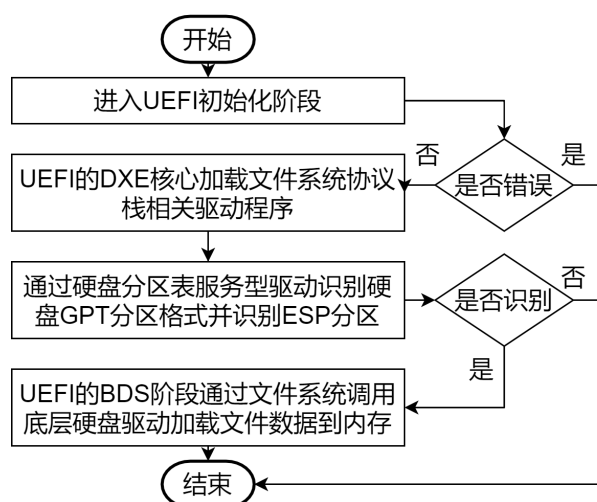 开始
进入UEFI初始化阶段
否
是
是否错误
UEFI的DXE核心加载文件系统协议
栈相关驱动程序
通过硬盘分区表服务型驱动识别硬
盘GPT分区格式并识别ESP分区
是否识别
否
是
UEFI的BDS阶段通过文件系统调用
底层硬盘驱动加载文件数据到内存
结束